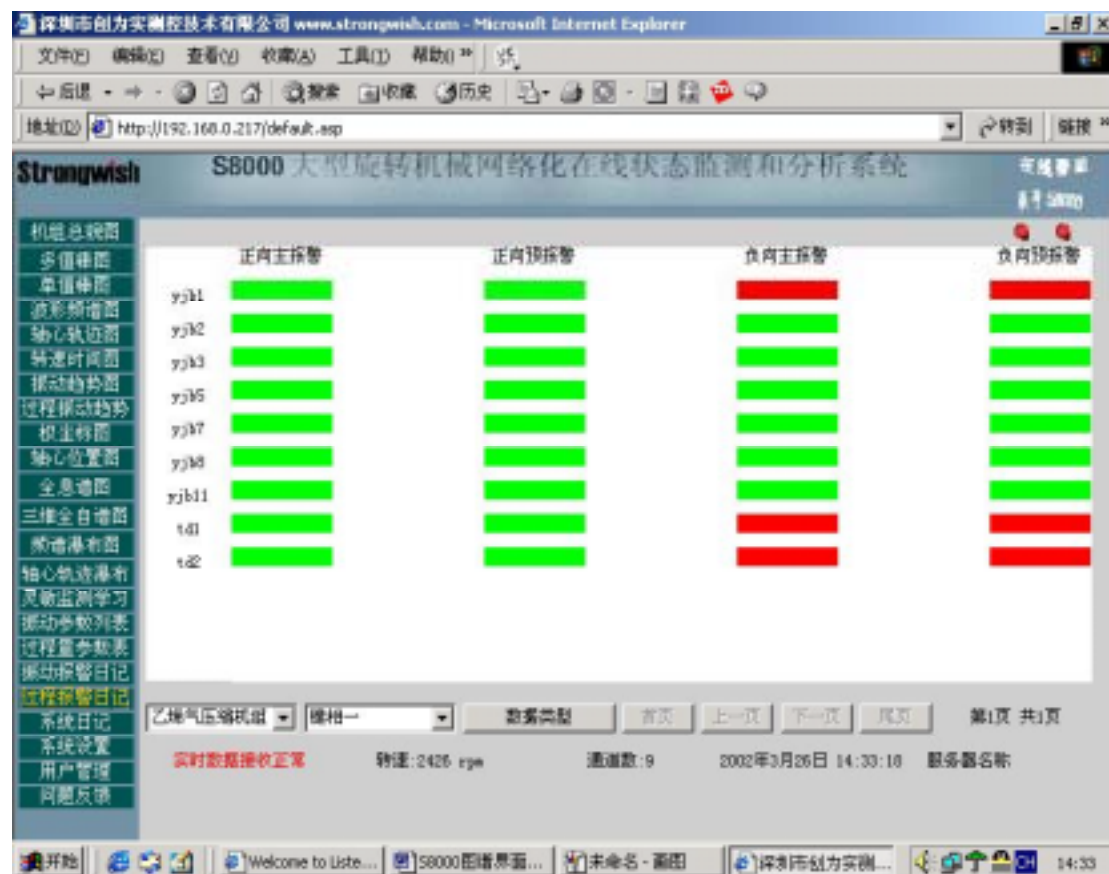 深圳市创为实测控技术有限公司 www.strongwish.com - Microsoft Internet Explorer
文件(F) 编辑(E) 查看(V) 收藏(A) 工具(T) 帮助(
后退 搜索 收藏 历史
地址(D) http://192.168.0.217/default.asp 转到 链接
Strongwish S8000 大型旋转机械网络化在线状态监测和分析系统
机组总貌图
多值棒图
单值棒图
波形频谱图
轴心轨迹图
转速时间图
振动趋势图
过程振动趋势
极坐标图
轴心位置图
全息谱图
三维全自谱图
频谱瀑布图
轴心轨迹瀑布
灵敏监测学习
振动参数列表
过程量参数表
振动报警日记
过程报警日记
系统日记
系统设置
用户管理
问题反馈
正向主报警 正向预报警 负向主报警 负向预报警
yjb1
yjb2
yjb3
yjb5
yjb7
yjb8
yjb11
td1
td2
乙烯气压缩机组 键相一 数据类型 首页 上一页 下一页 尾页 第1页 共1页
实时数据接收正常 转速:2426 rpm 通道数:9 2002年3月26日 14:33:18 服务器名称:
开始 Welcome to Liste... S8000图谱界面... 未命名 - 画图 深圳市创为实测... CH 14:33